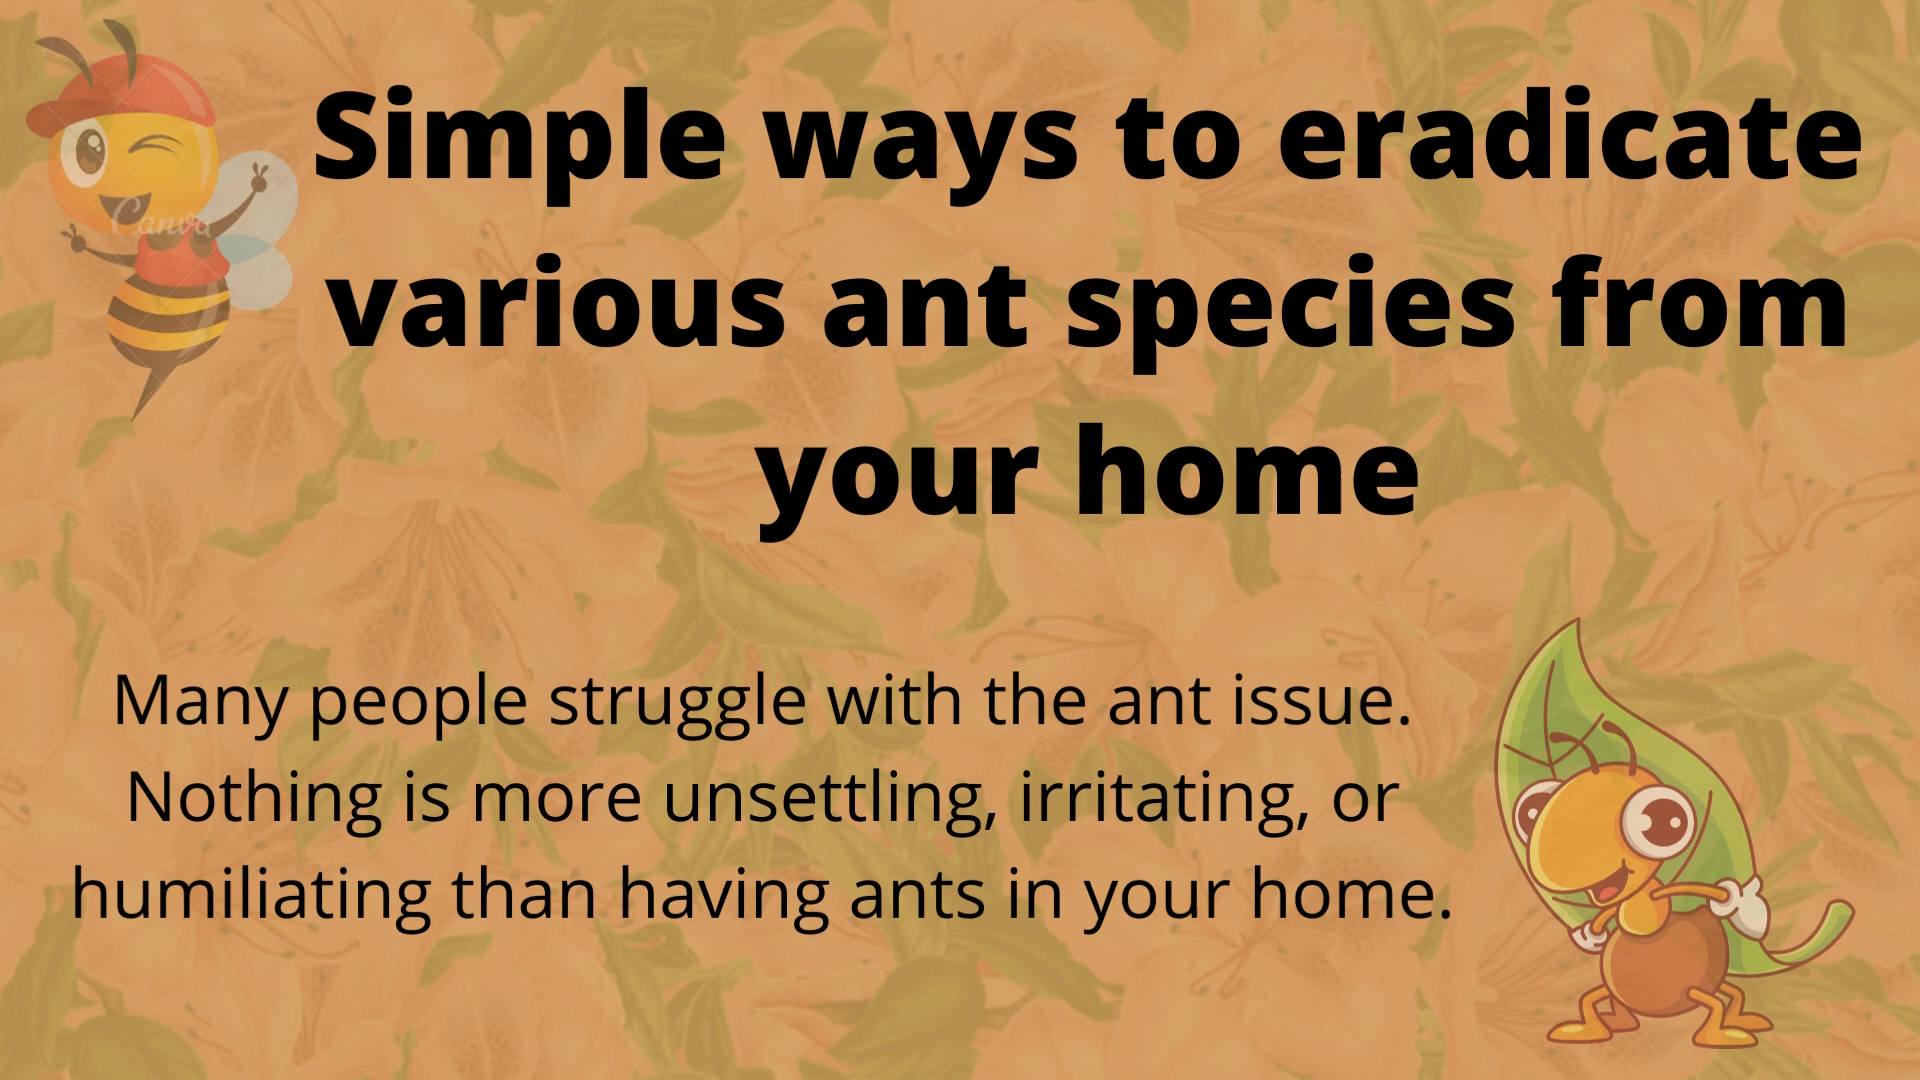 Simple ways to eradicate
various ant species from
your home
Canva
Many people struggle with the ant issue.
Nothing is more unsettling, irritating, or
humiliating than having ants in your home.